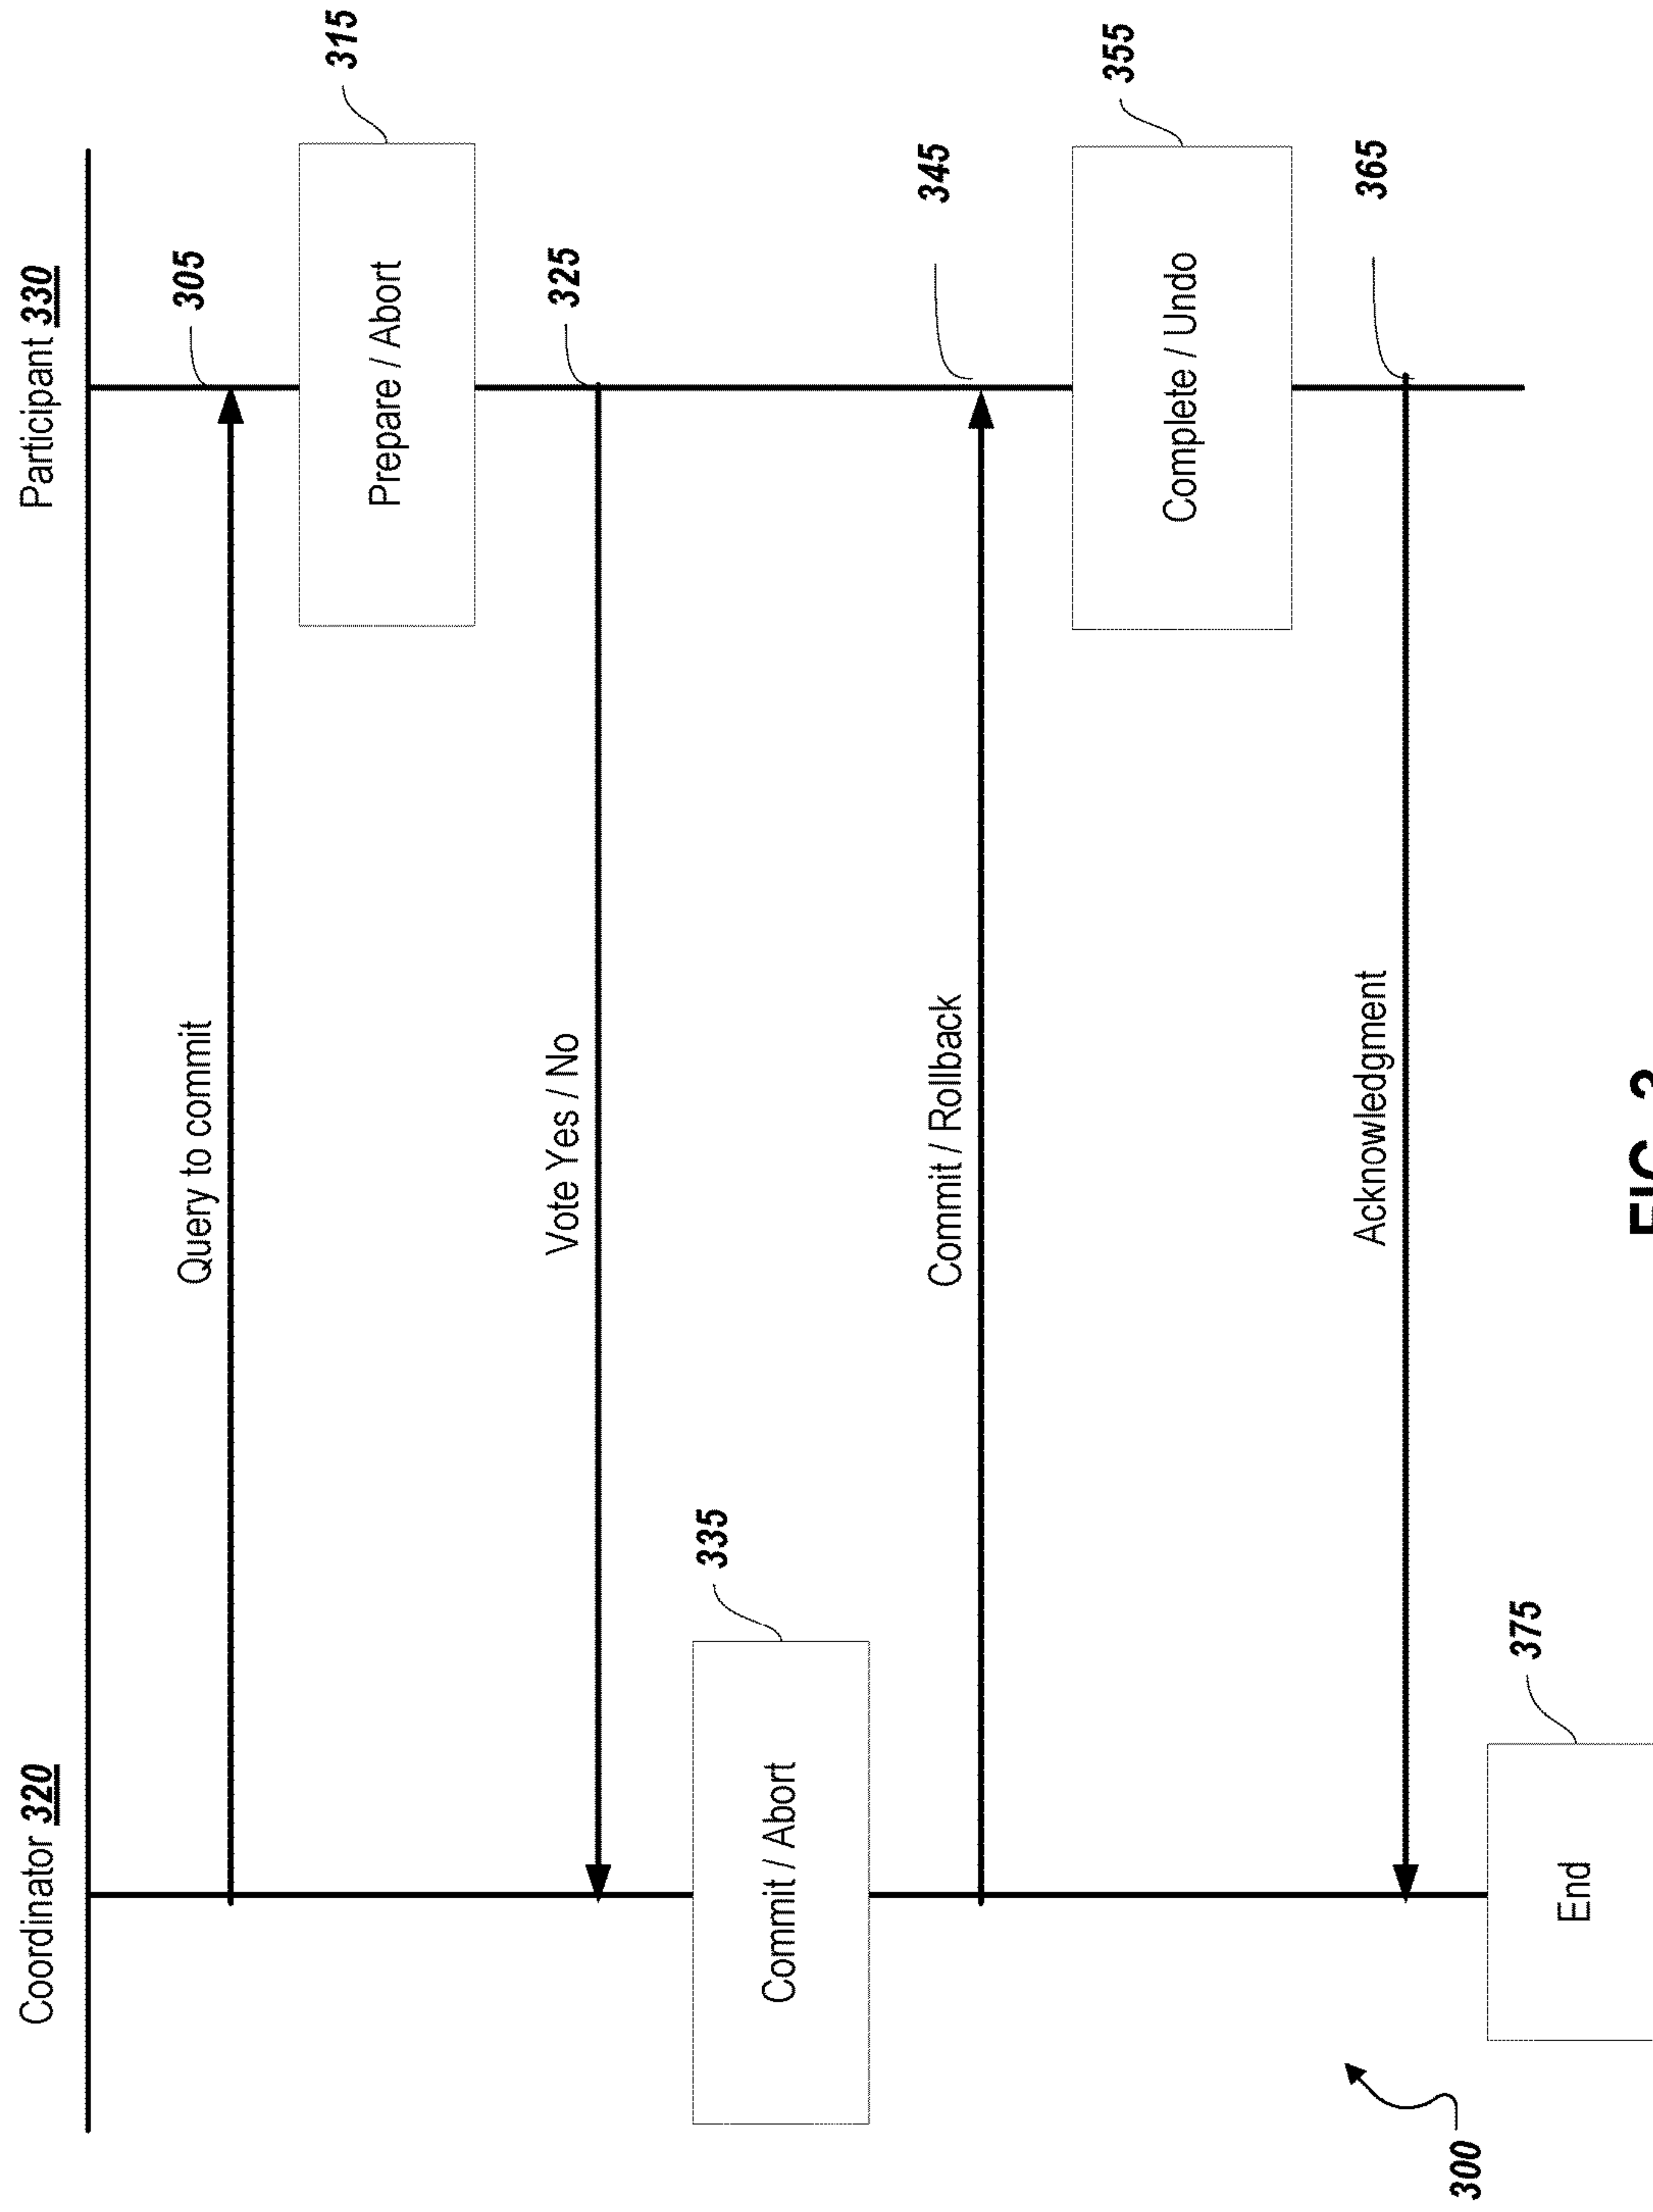 Coordinator 320
Participant 330
305
Query to commit
315
Prepare / Abort
325
Vote Yes / No
335
Commit / Abort
345
Commit / Rollback
355
Complete / Undo
365
Acknowledgment
375
End
300
FIG